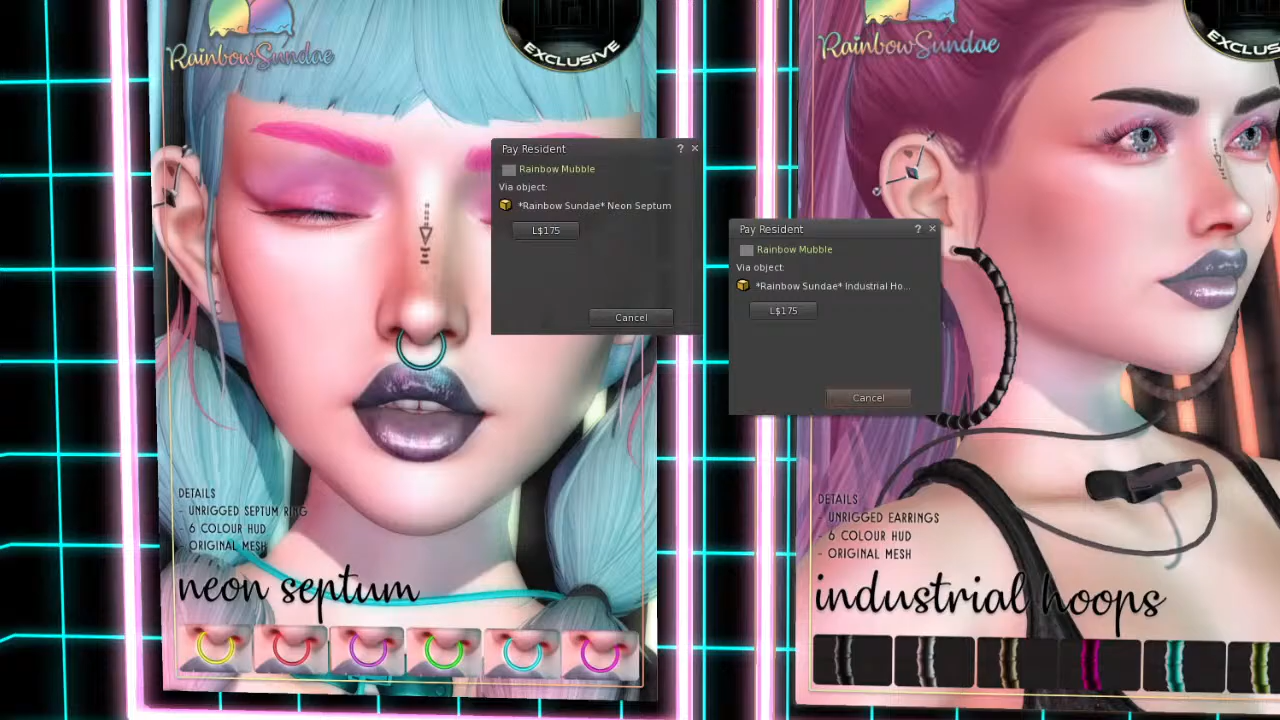 RainbowSundae
EXCLUSIVE
Pay Resident ? ×
Rainbow Mubble
Via object:
*Rainbow Sundae* Neon Septum
L$175
Cancel
DETAILS
- UNRIGGED SEPTUM RING
- 6 COLOUR HUD
- ORIGINAL MESH
neon septum
RainbowSundae
EXCLUS
Pay Resident ? ×
Rainbow Mubble
Via object:
*Rainbow Sundae* Industrial Ho...
L$175
Cancel
DETAILS
- UNRIGGED EARRINGS
- 6 COLOUR HUD
- ORIGINAL MESH
industrial hoops